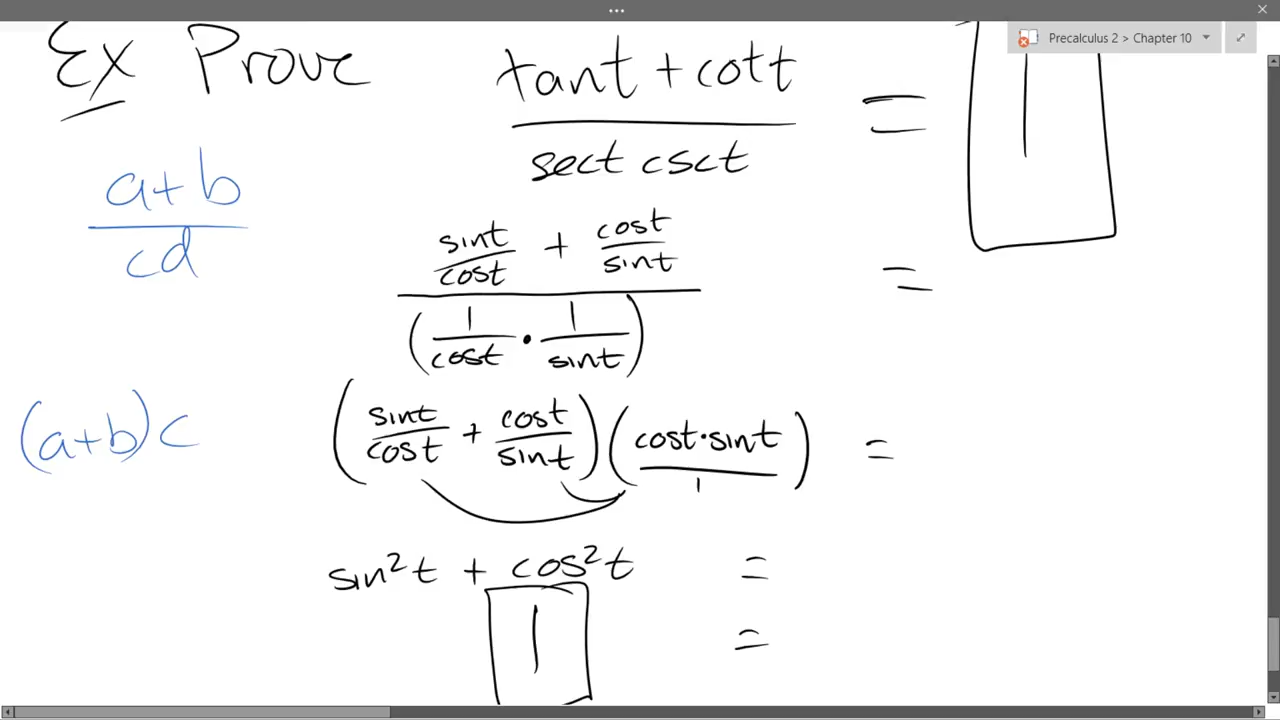 Precalculus 2 > Chapter 10
Ex Prove (tant + cott)/(sect csct) = 1
(a+b)/(cd)
(sint/cost + cost/sint)/(1/cost · 1/sint) =
(a+b)c (sint/cost + cost/sint)((cost·sint)/1) =
sin²t + cos²t =
1 =